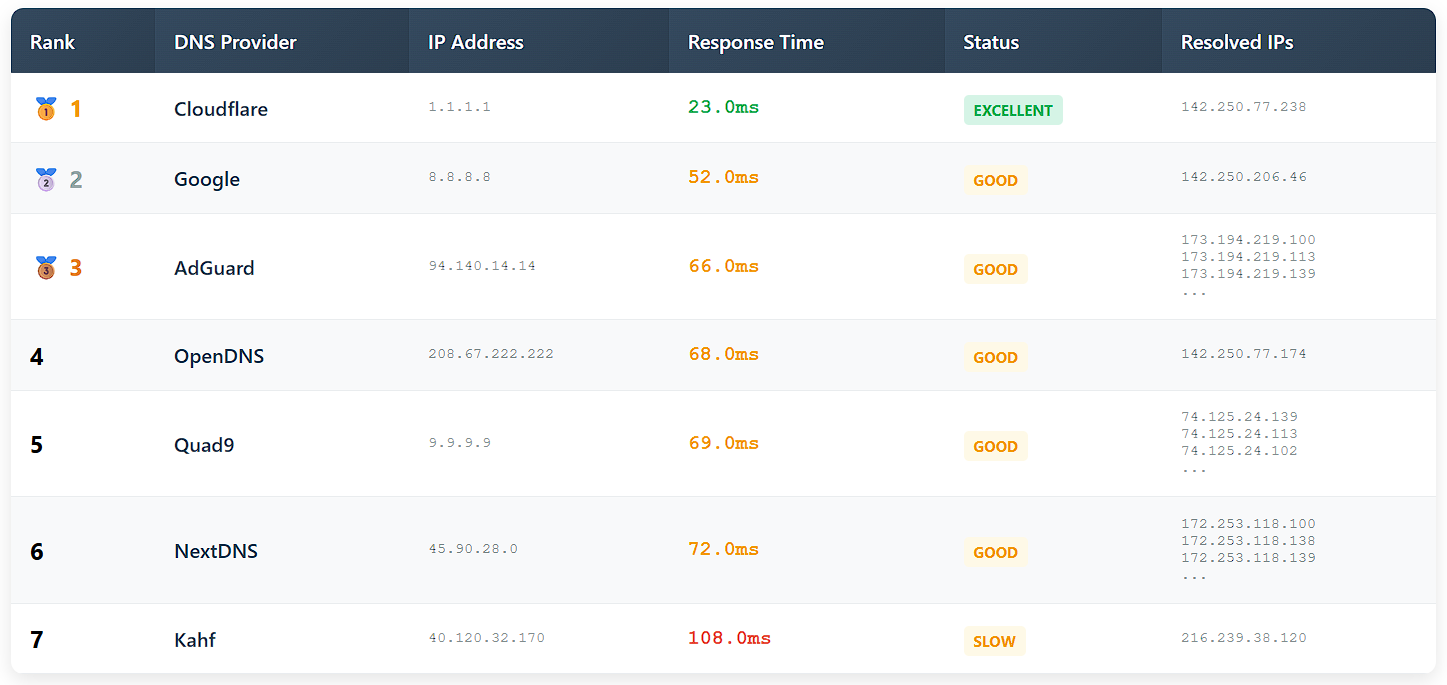 Rank DNS Provider IP Address Response Time Status Resolved IPs
1 1 Cloudflare 1.1.1.1 23.0ms EXCELLENT 142.250.77.238
2 2 Google 8.8.8.8 52.0ms GOOD 142.250.206.46
3 3 AdGuard 94.140.14.14 66.0ms GOOD 173.194.219.100
173.194.219.113
173.194.219.139
...
4 OpenDNS 208.67.222.222 68.0ms GOOD 142.250.77.174
5 Quad9 9.9.9.9 69.0ms GOOD 74.125.24.139
74.125.24.113
74.125.24.102
...
6 NextDNS 45.90.28.0 72.0ms GOOD 172.253.118.100
172.253.118.138
172.253.118.139
...
7 Kahf 40.120.32.170 108.0ms SLOW 216.239.38.120